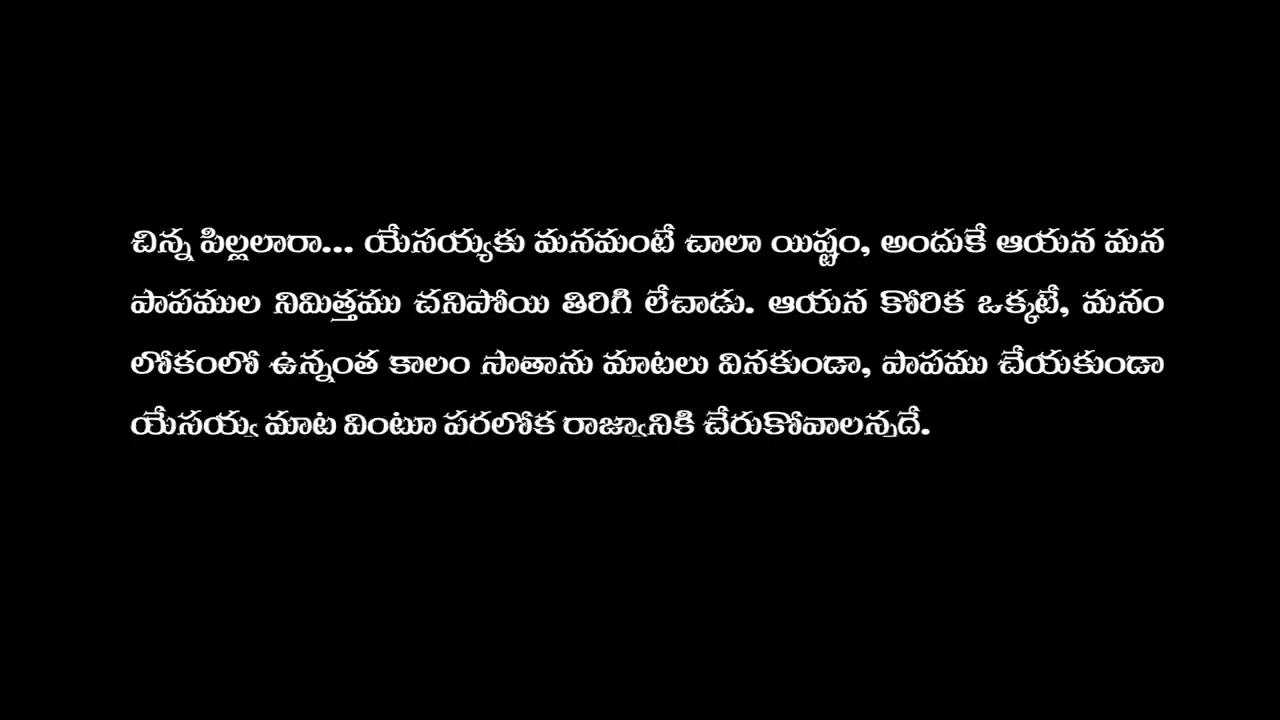 చిన్న పిల్లలారా... యేసయ్యకు మనమంటే చాలా యిష్టం, అందుకే ఆయన మన
పాపముల నిమిత్తము చనిపోయి తిరిగి లేచాడు. ఆయన కోరిక ఒక్కటే, మనం
లోకంలో ఉన్నంత కాలం సాతాను మాటలు వినకుండా, పాపము చేయకుండా
యేసయ్య మాట వింటూ పరలోక రాజ్యానికి చేరుకోవాలన్నదే.